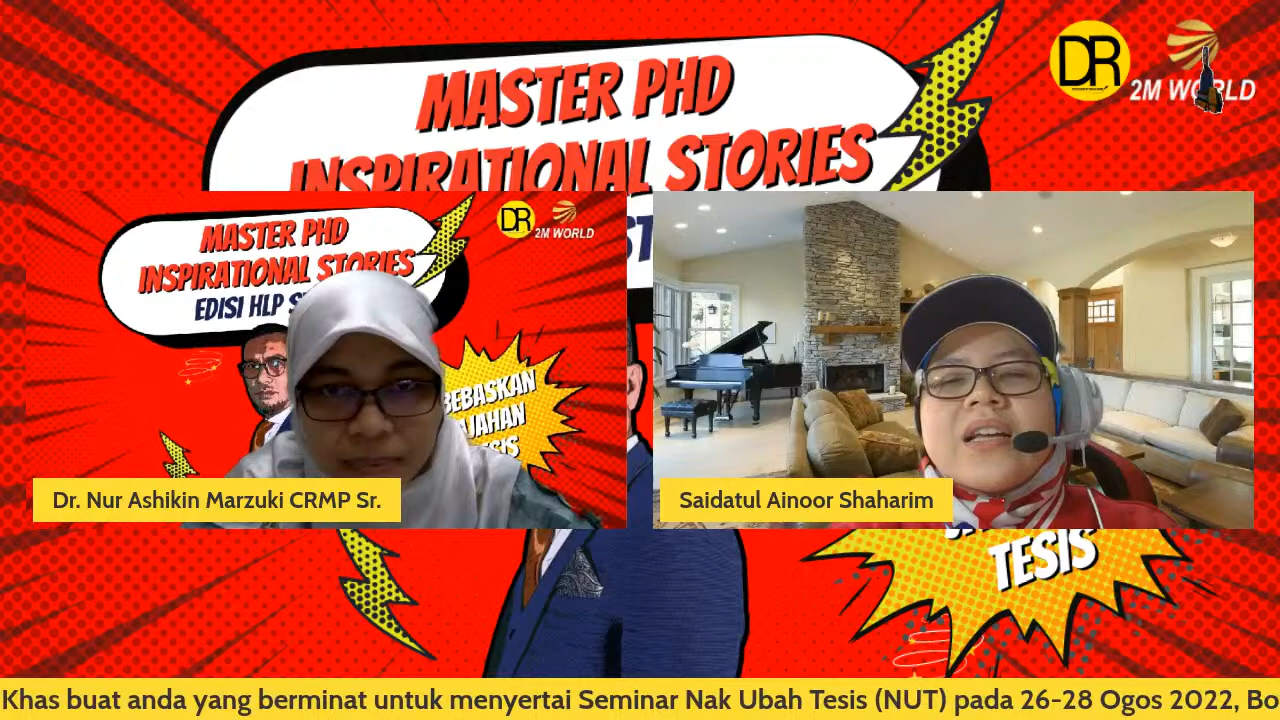 MASTER PHD
INSPIRATIONAL STORIES
DR
2M WORLD
MASTER PHD
INSPIRATIONAL STORIES
EDISI HLP
DR
2M WORLD
TESIS
Dr. Nur Ashikin Marzuki CRMP Sr.
Saidatul Ainoor Shaharim
Khas buat anda yang berminat untuk menyertai Seminar Nak Ubah Tesis (NUT) pada 26-28 Ogos 2022, Bo